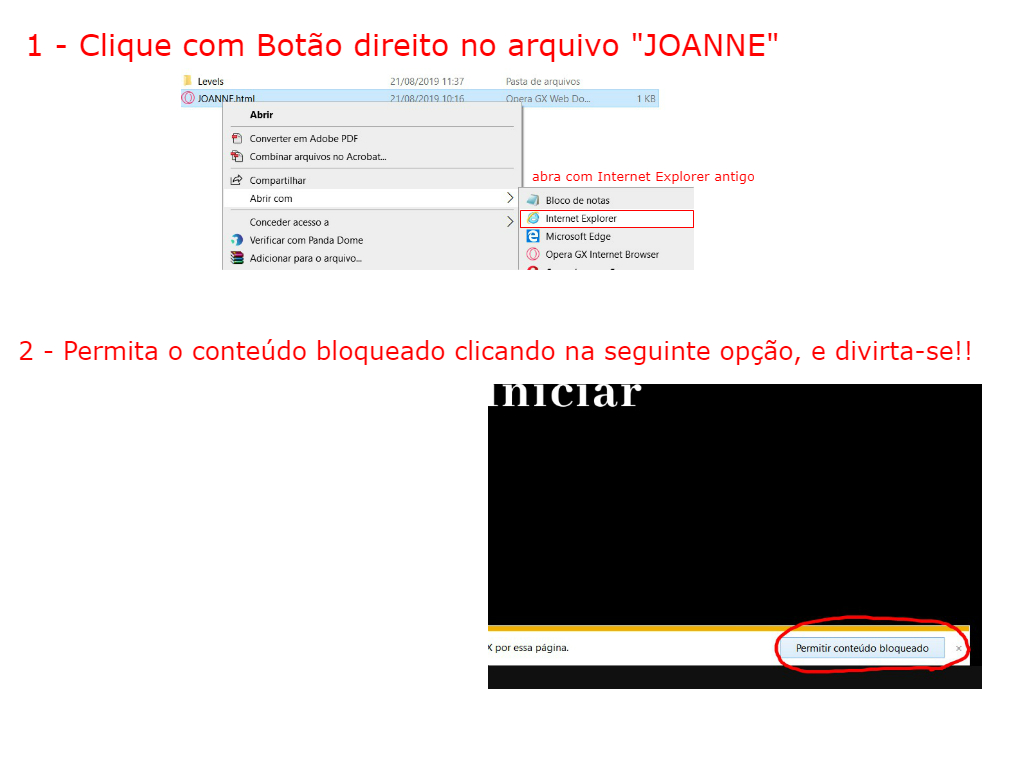 1 - Clique com Botão direito no arquivo "JOANNE"
Levels 21/08/2019 11:37 Pasta de arquivos
JOANNE.html 21/08/2019 10:16 Opera GX Web Do... 1 KB
Abrir
Converter em Adobe PDF
Combinar arquivos no Acrobat...
Compartilhar
Abrir com
Conceder acesso a
Verificar com Panda Dome
Adicionar para o arquivo...
abra com Internet Explorer antigo
Bloco de notas
Internet Explorer
Microsoft Edge
Opera GX Internet Browser
2 - Permita o conteúdo bloqueado clicando na seguinte opção, e divirta-se!!
Iniciar
X por essa página.
Permitir conteúdo bloqueado ×